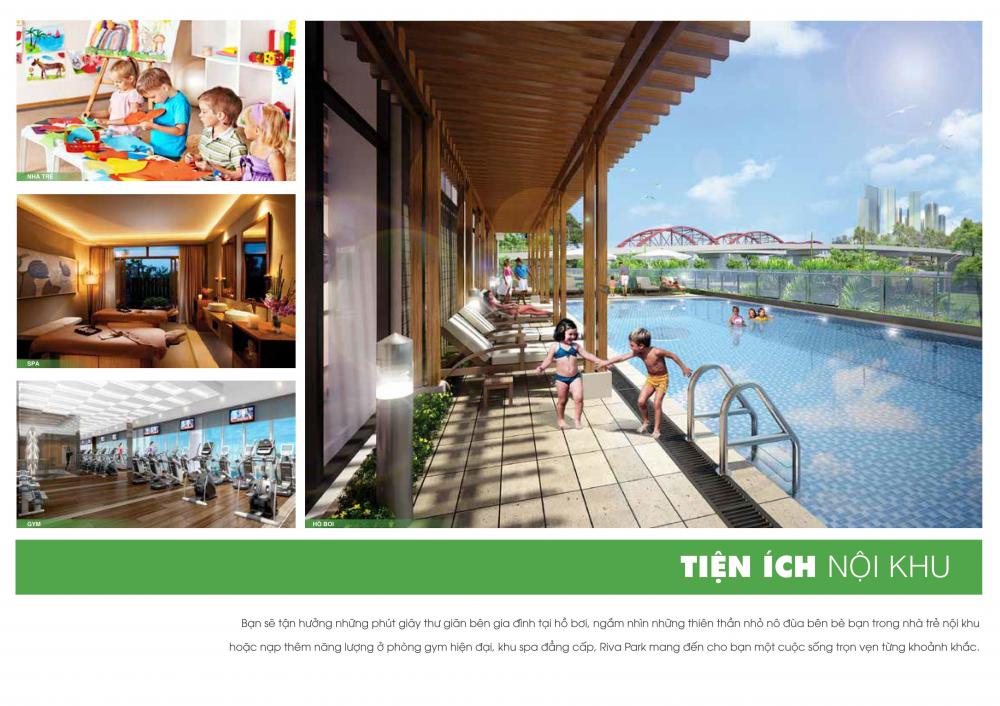 NHÀ TRẺ
SPA
GYM
HỒ BƠI
TIỆN ÍCH NỘI KHU
Bạn sẽ tận hưởng những phút giây thư giãn bên gia đình tại hồ bơi, ngắm nhìn những thiên thần nhỏ nô đùa bên bè bạn trong nhà trẻ nội khu
hoặc nạp thêm năng lượng ở phòng gym hiện đại, khu spa đẳng cấp, Riva Park mang đến cho bạn một cuộc sống trọn vẹn từng khoảnh khắc.